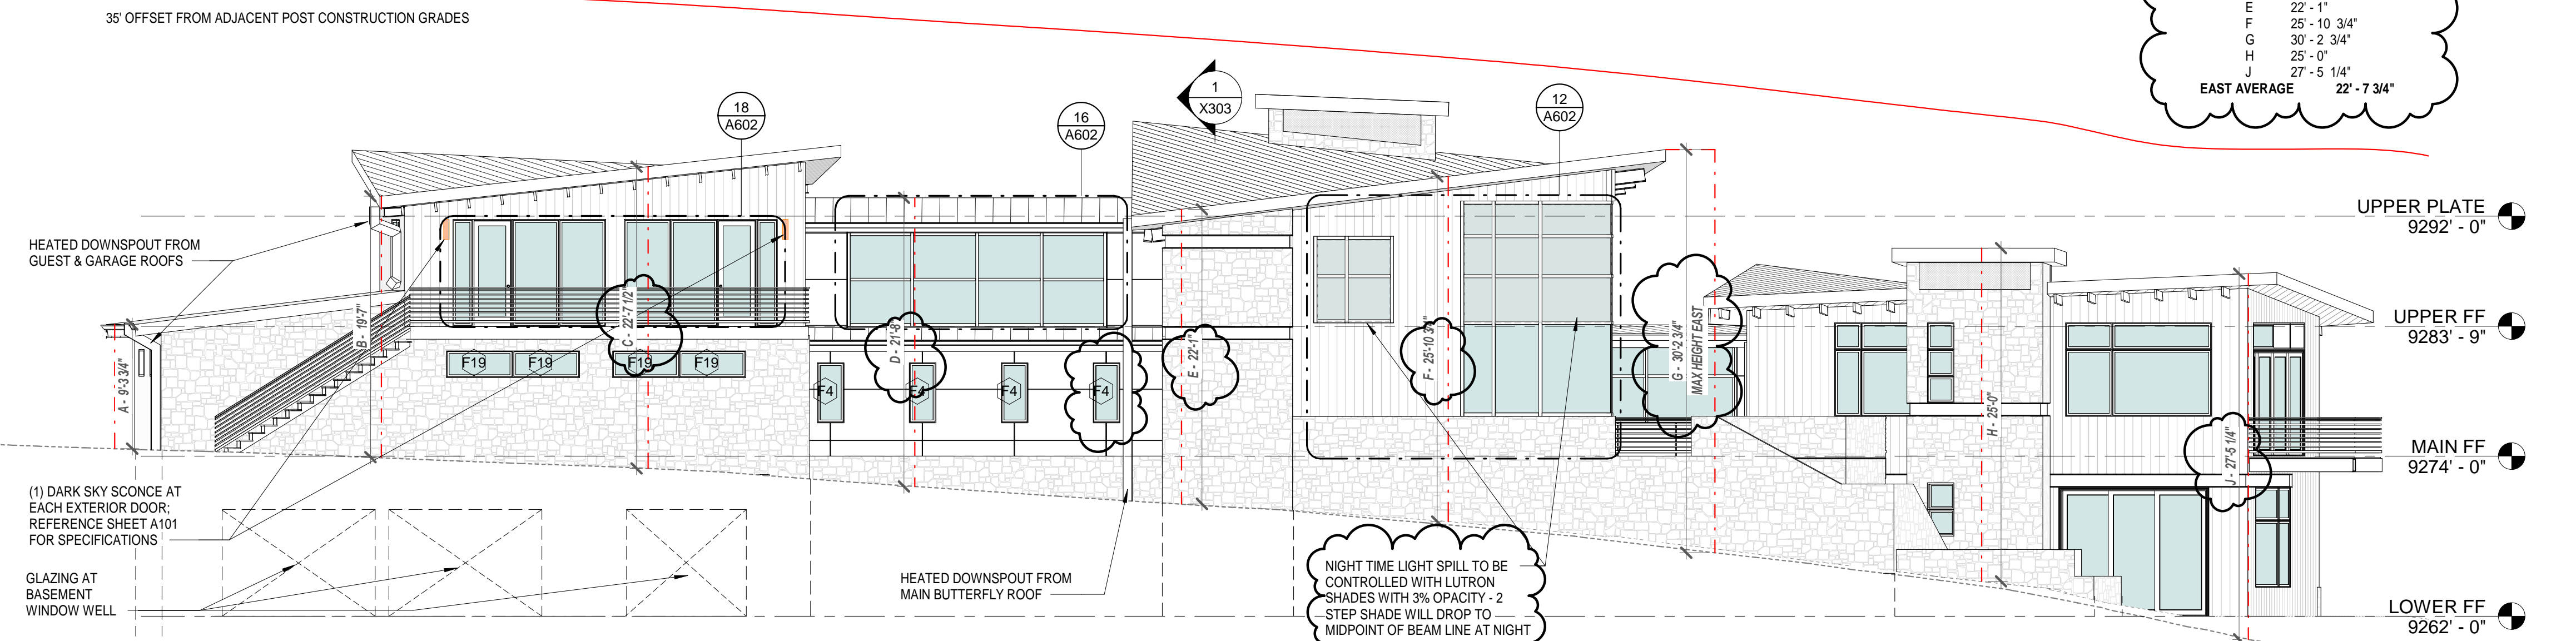 35' OFFSET FROM ADJACENT POST CONSTRUCTION GRADES
E 22' - 1"
F 25' - 10 3/4"
G 30' - 2 3/4"
H 25' - 0"
J 27' - 5 1/4"
EAST AVERAGE 22' - 7 3/4"
18
A602
16
A602
1
X303
12
A602
UPPER PLATE
9292' - 0"
UPPER FF
9283' - 9"
MAIN FF
9274' - 0"
LOWER FF
9262' - 0"
HEATED DOWNSPOUT FROM
GUEST & GARAGE ROOFS
A - 9'-3 3/4"
B - 19'-7"
C - 22'-7 1/2"
D - 21'-8"
E - 22'-1"
F - 25'-10 3/4"
G - 30'-2 3/4"
MAX HEIGHT EAST
H - 25'-0"
J - 27'-5 1/4"
F19
F19
F19
F19
F4
F4
F4
F4
(1) DARK SKY SCONCE AT
EACH EXTERIOR DOOR;
REFERENCE SHEET A101
FOR SPECIFICATIONS
GLAZING AT
BASEMENT
WINDOW WELL
HEATED DOWNSPOUT FROM
MAIN BUTTERFLY ROOF
NIGHT TIME LIGHT SPILL TO BE
CONTROLLED WITH LUTRON
SHADES WITH 3% OPACITY - 2
STEP SHADE WILL DROP TO
MIDPOINT OF BEAM LINE AT NIGHT